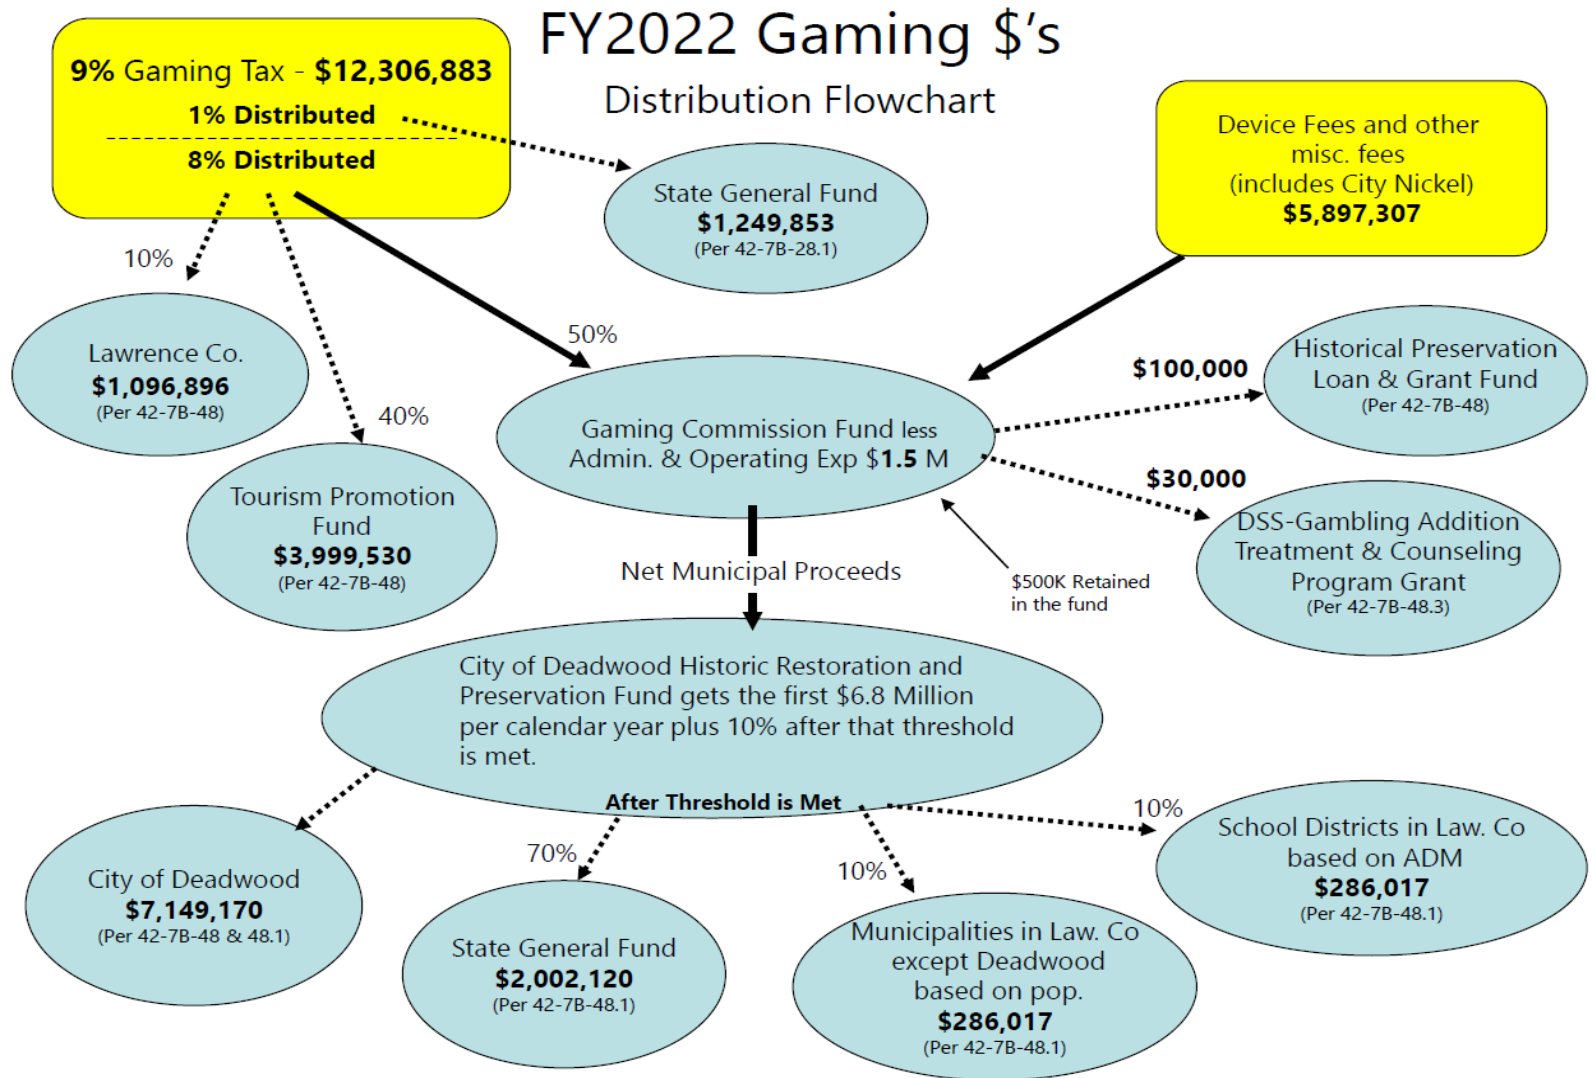 FY2022 Gaming $'s
Distribution Flowchart
9% Gaming Tax - $12,306,883
1% Distributed
8% Distributed
Device Fees and other
misc. fees
(includes City Nickel)
$5,897,307
State General Fund
$1,249,853
(Per 42-7B-28.1)
10%
50%
40%
Lawrence Co.
$1,096,896
(Per 42-7B-48)
Tourism Promotion
Fund
$3,999,530
(Per 42-7B-48)
Gaming Commission Fund less
Admin. & Operating Exp $1.5 M
$100,000
Historical Preservation
Loan & Grant Fund
(Per 42-7B-48)
$30,000
DSS-Gambling Addition
Treatment & Counseling
Program Grant
(Per 42-7B-48.3)
$500K Retained
in the fund
Net Municipal Proceeds
City of Deadwood Historic Restoration and
Preservation Fund gets the first $6.8 Million
per calendar year plus 10% after that threshold
is met.
After Threshold is Met
City of Deadwood
$7,149,170
(Per 42-7B-48 & 48.1)
70%
State General Fund
$2,002,120
(Per 42-7B-48.1)
10%
Municipalities in Law. Co
except Deadwood
based on pop.
$286,017
(Per 42-7B-48.1)
10%
School Districts in Law. Co
based on ADM
$286,017
(Per 42-7B-48.1)